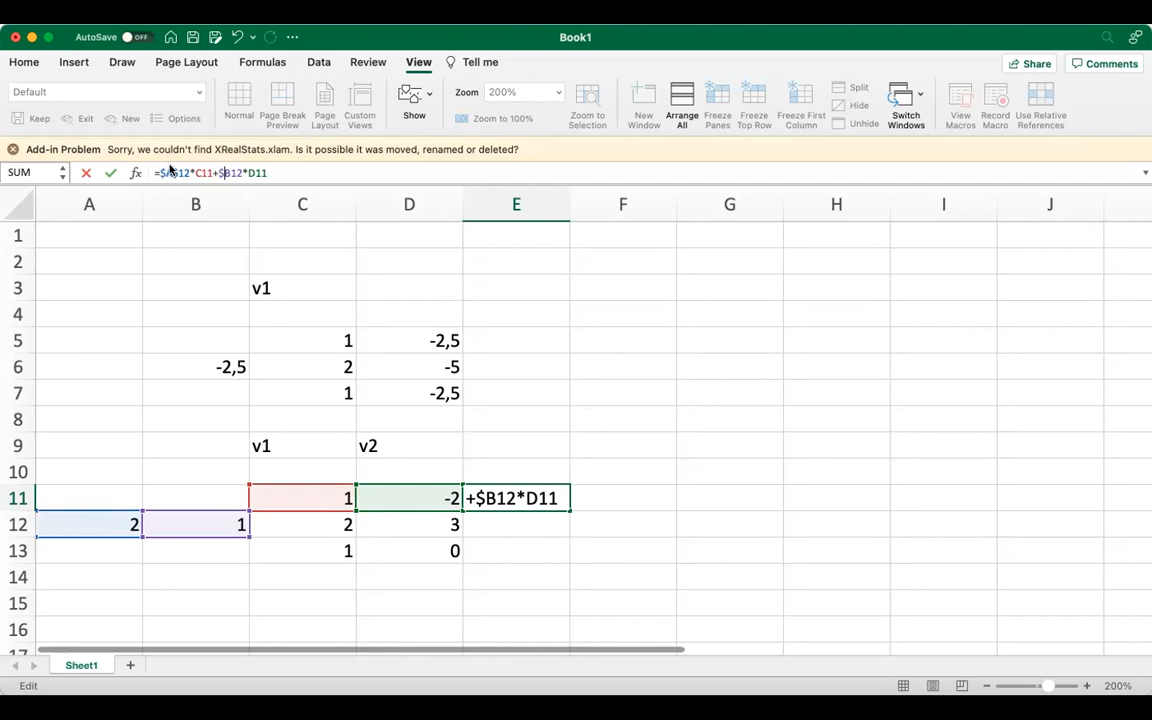 AutoSave OFF Book1
Home Insert Draw Page Layout Formulas Data Review View Tell me Share Comments
Default Zoom 200% Split
Keep Exit New Options Normal Page Break Preview Page Layout Custom Views Show Zoom to 100% Zoom to Selection New Window Arrange All Freeze Panes Freeze Top Row Freeze First Column Hide Unhide Switch Windows View Macros Record Macro Use Relative References
Add-in Problem Sorry, we couldn't find XRealStats.xlam. Is it possible it was moved, renamed or deleted?
SUM fx 12*C11+$B12*D11
A B C D E F G H I J
1
2
3 v1
4
5 1 -2,5
6 -2,5 2 -5
7 1 -2,5
8
9 v1 v2
10
11 1 -2 +$B12*D11
12 2 1 2 3
13 1 0
14
15
16
17
Sheet1 +
Edit 200%